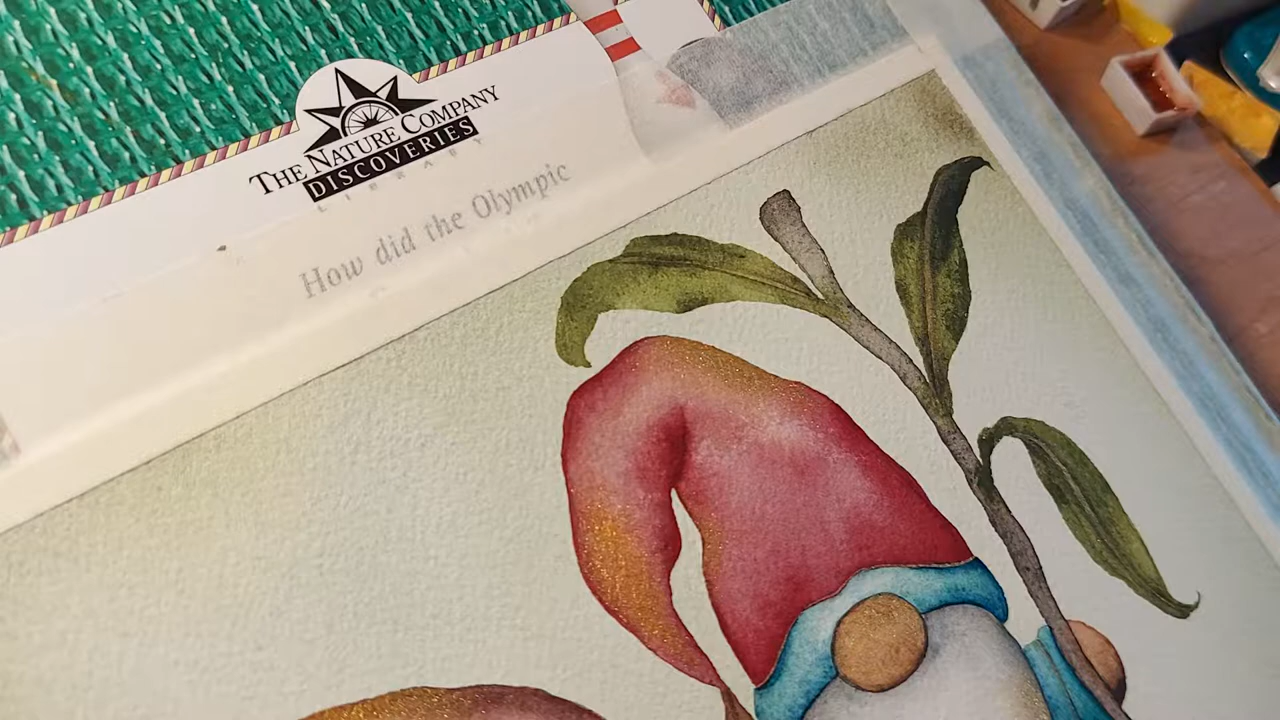 THE NATURE COMPANY
DISCOVERIES
LIBRARY
How did the Olympic